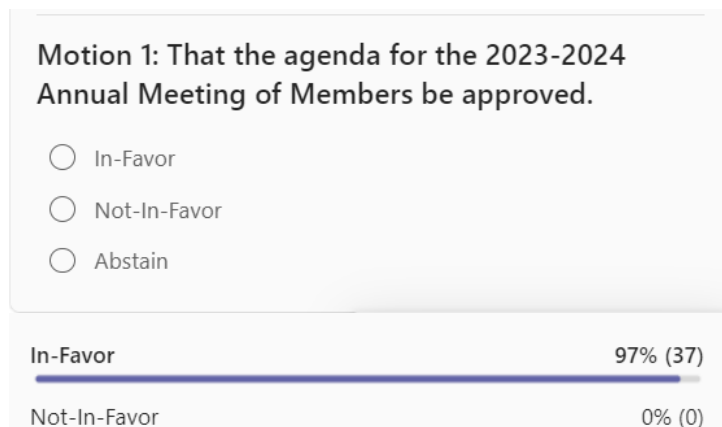 Motion 1: That the agenda for the 2023-2024
Annual Meeting of Members be approved.
In-Favor
Not-In-Favor
Abstain
In-Favor 97% (37)
Not-In-Favor 0% (0)